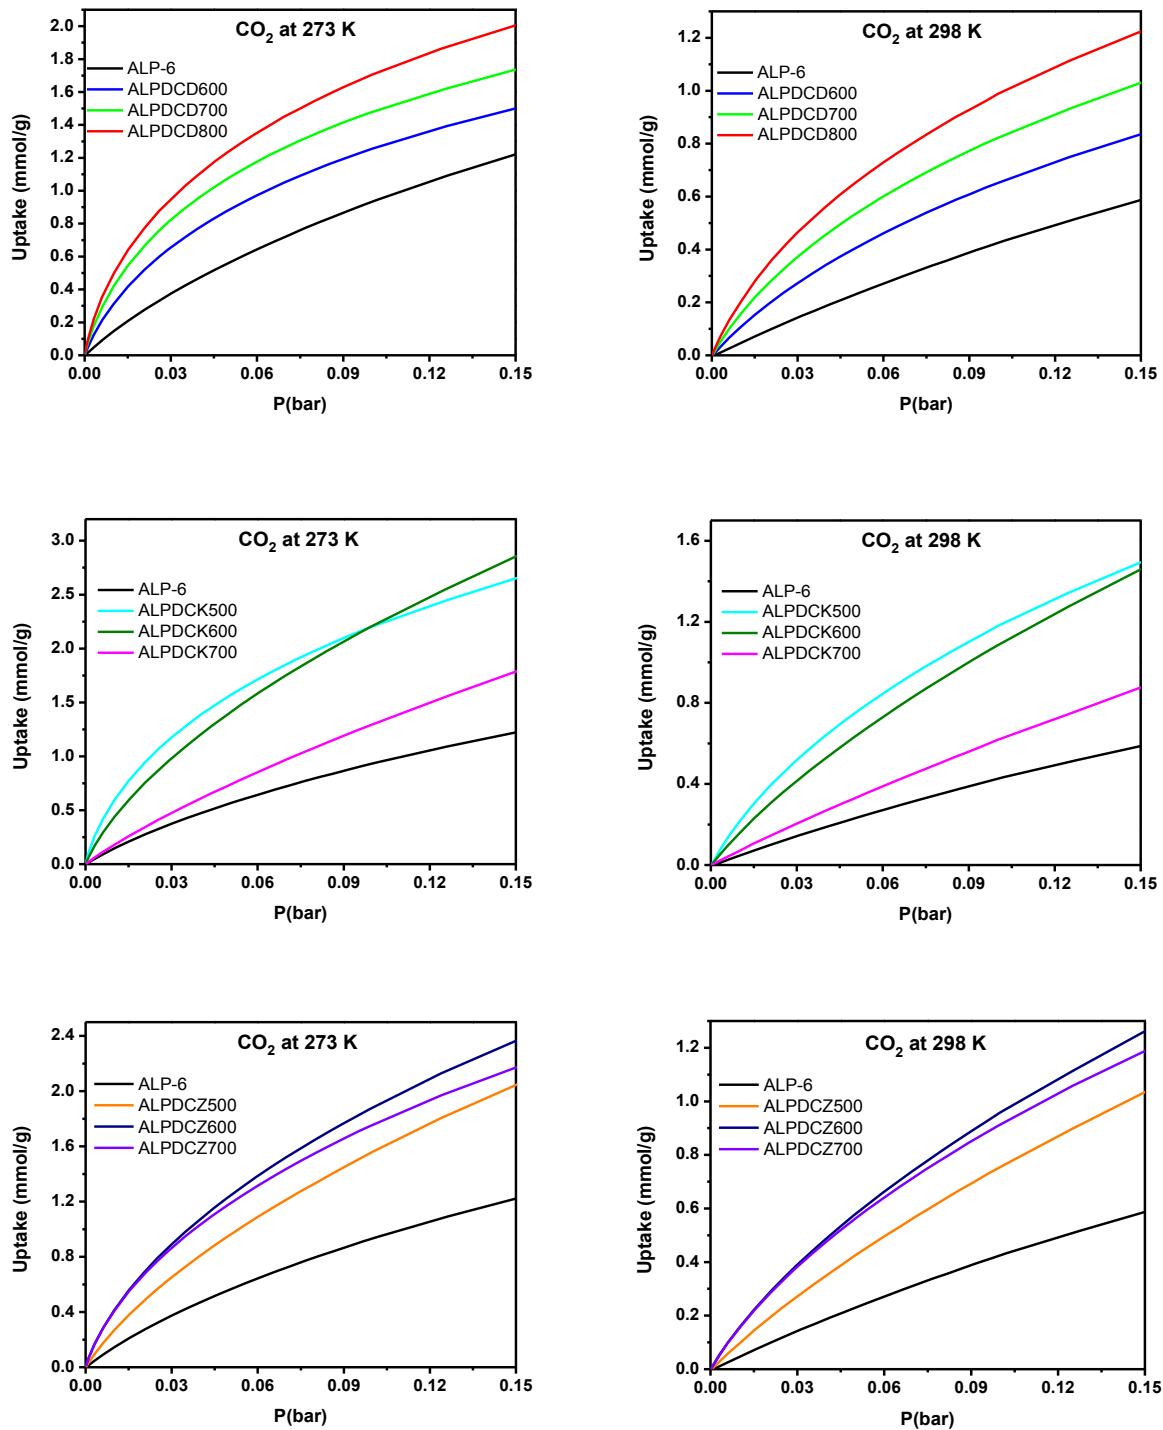 CO2 at 273 K
ALP-6
ALPDCD600
ALPDCD700
ALPDCD800
Uptake (mmol/g)
2.0
1.8
1.6
1.4
1.2
1.0
0.8
0.6
0.4
0.2
0.0
0.00 0.03 0.06 0.09 0.12 0.15
P(bar)
CO2 at 298 K
ALP-6
ALPDCD600
ALPDCD700
ALPDCD800
Uptake (mmol/g)
1.2
1.0
0.8
0.6
0.4
0.2
0.0
0.00 0.03 0.06 0.09 0.12 0.15
P(bar)
CO2 at 273 K
ALP-6
ALPDCK500
ALPDCK600
ALPDCK700
Uptake (mmol/g)
3.0
2.5
2.0
1.5
1.0
0.5
0.0
0.00 0.03 0.06 0.09 0.12 0.15
P(bar)
CO2 at 298 K
ALP-6
ALPDCK500
ALPDCK600
ALPDCK700
Uptake (mmol/g)
1.6
1.2
0.8
0.4
0.0
0.00 0.03 0.06 0.09 0.12 0.15
P(bar)
CO2 at 273 K
ALP-6
ALPDCZ500
ALPDCZ600
ALPDCZ700
Uptake (mmol/g)
2.4
2.0
1.6
1.2
0.8
0.4
0.0
0.00 0.03 0.06 0.09 0.12 0.15
P(bar)
CO2 at 298 K
ALP-6
ALPDCZ500
ALPDCZ600
ALPDCZ700
Uptake (mmol/g)
1.2
1.0
0.8
0.6
0.4
0.2
0.0
0.00 0.03 0.06 0.09 0.12 0.15
P(bar)